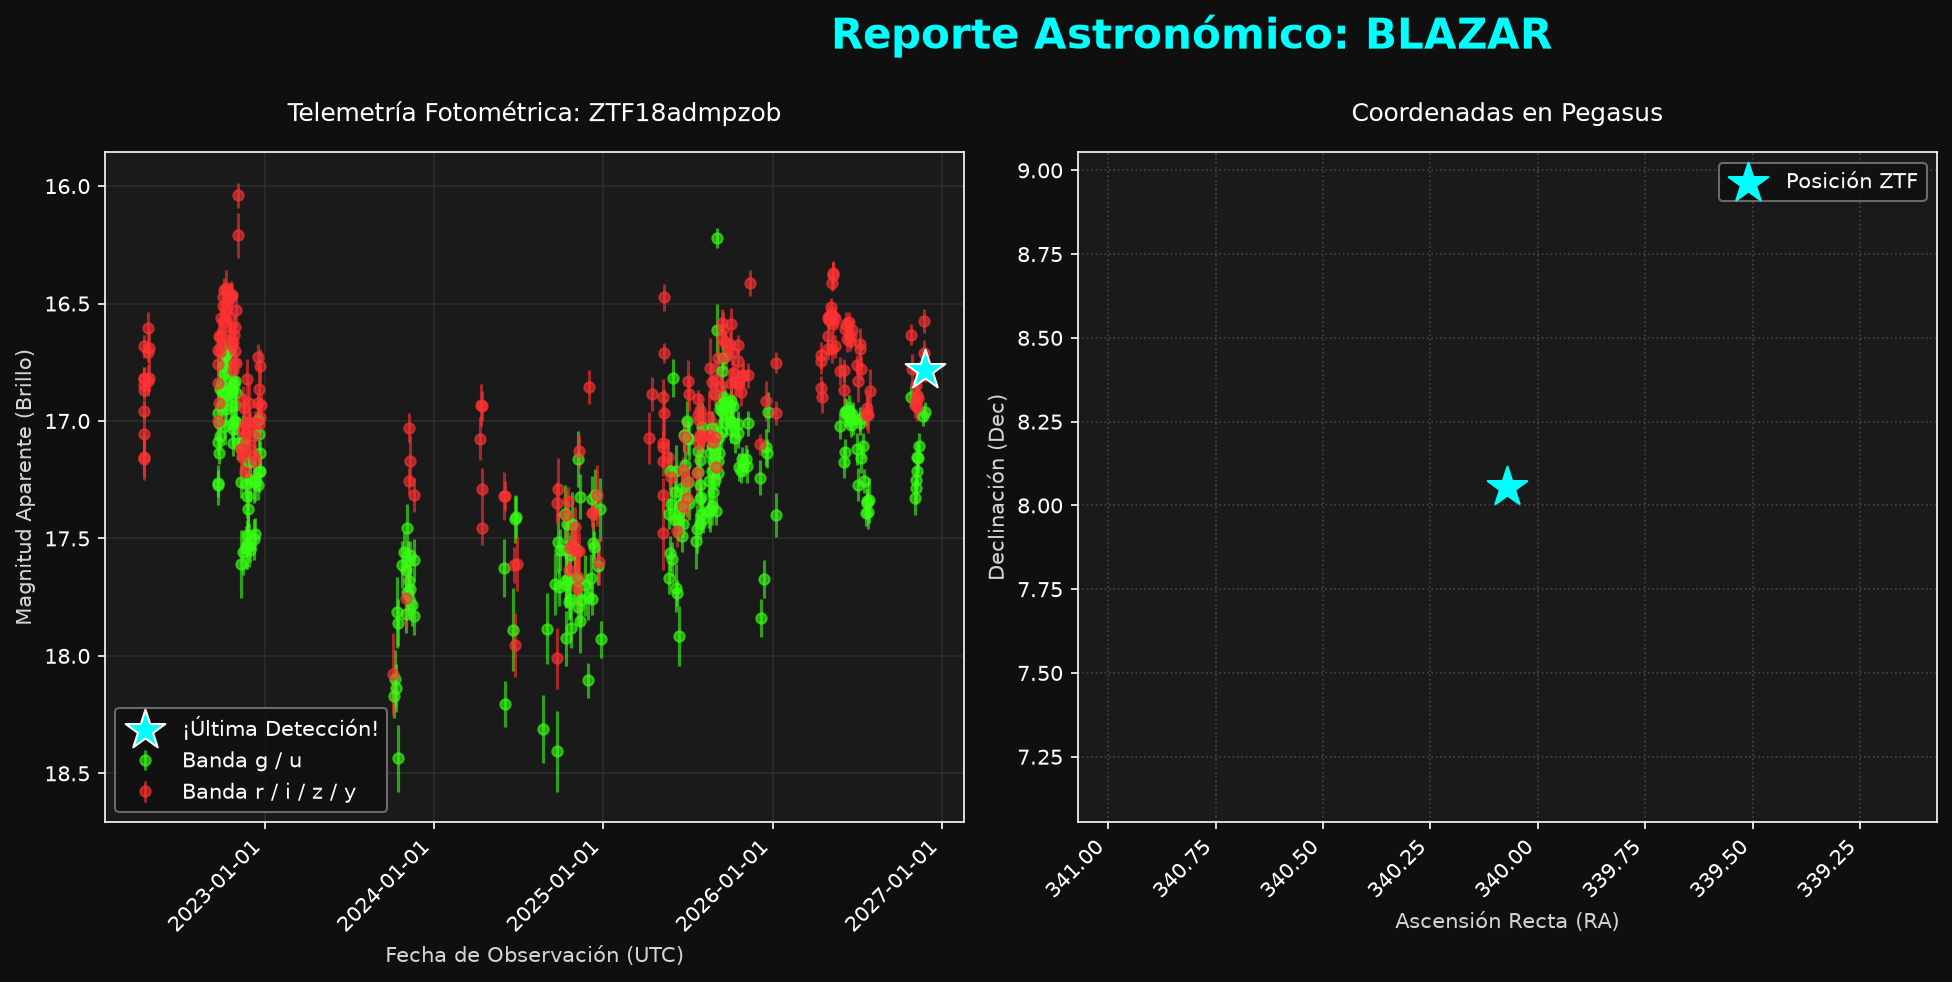 Reporte Astronómico: BLAZAR
Telemetría Fotométrica: ZTF18admpzob
Magnitud Aparente (Brillo)
16.0
16.5
17.0
17.5
18.0
18.5
¡Última Detección!
Banda g / u
Banda r / i / z / y
2023-01-01
2024-01-01
2025-01-01
2026-01-01
2027-01-01
Fecha de Observación (UTC)
Coordenadas en Pegasus
Declinación (Dec)
9.00
8.75
8.50
8.25
8.00
7.75
7.50
7.25
Posición ZTF
341.00
340.75
340.50
340.25
340.00
339.75
339.50
339.25
Ascensión Recta (RA)